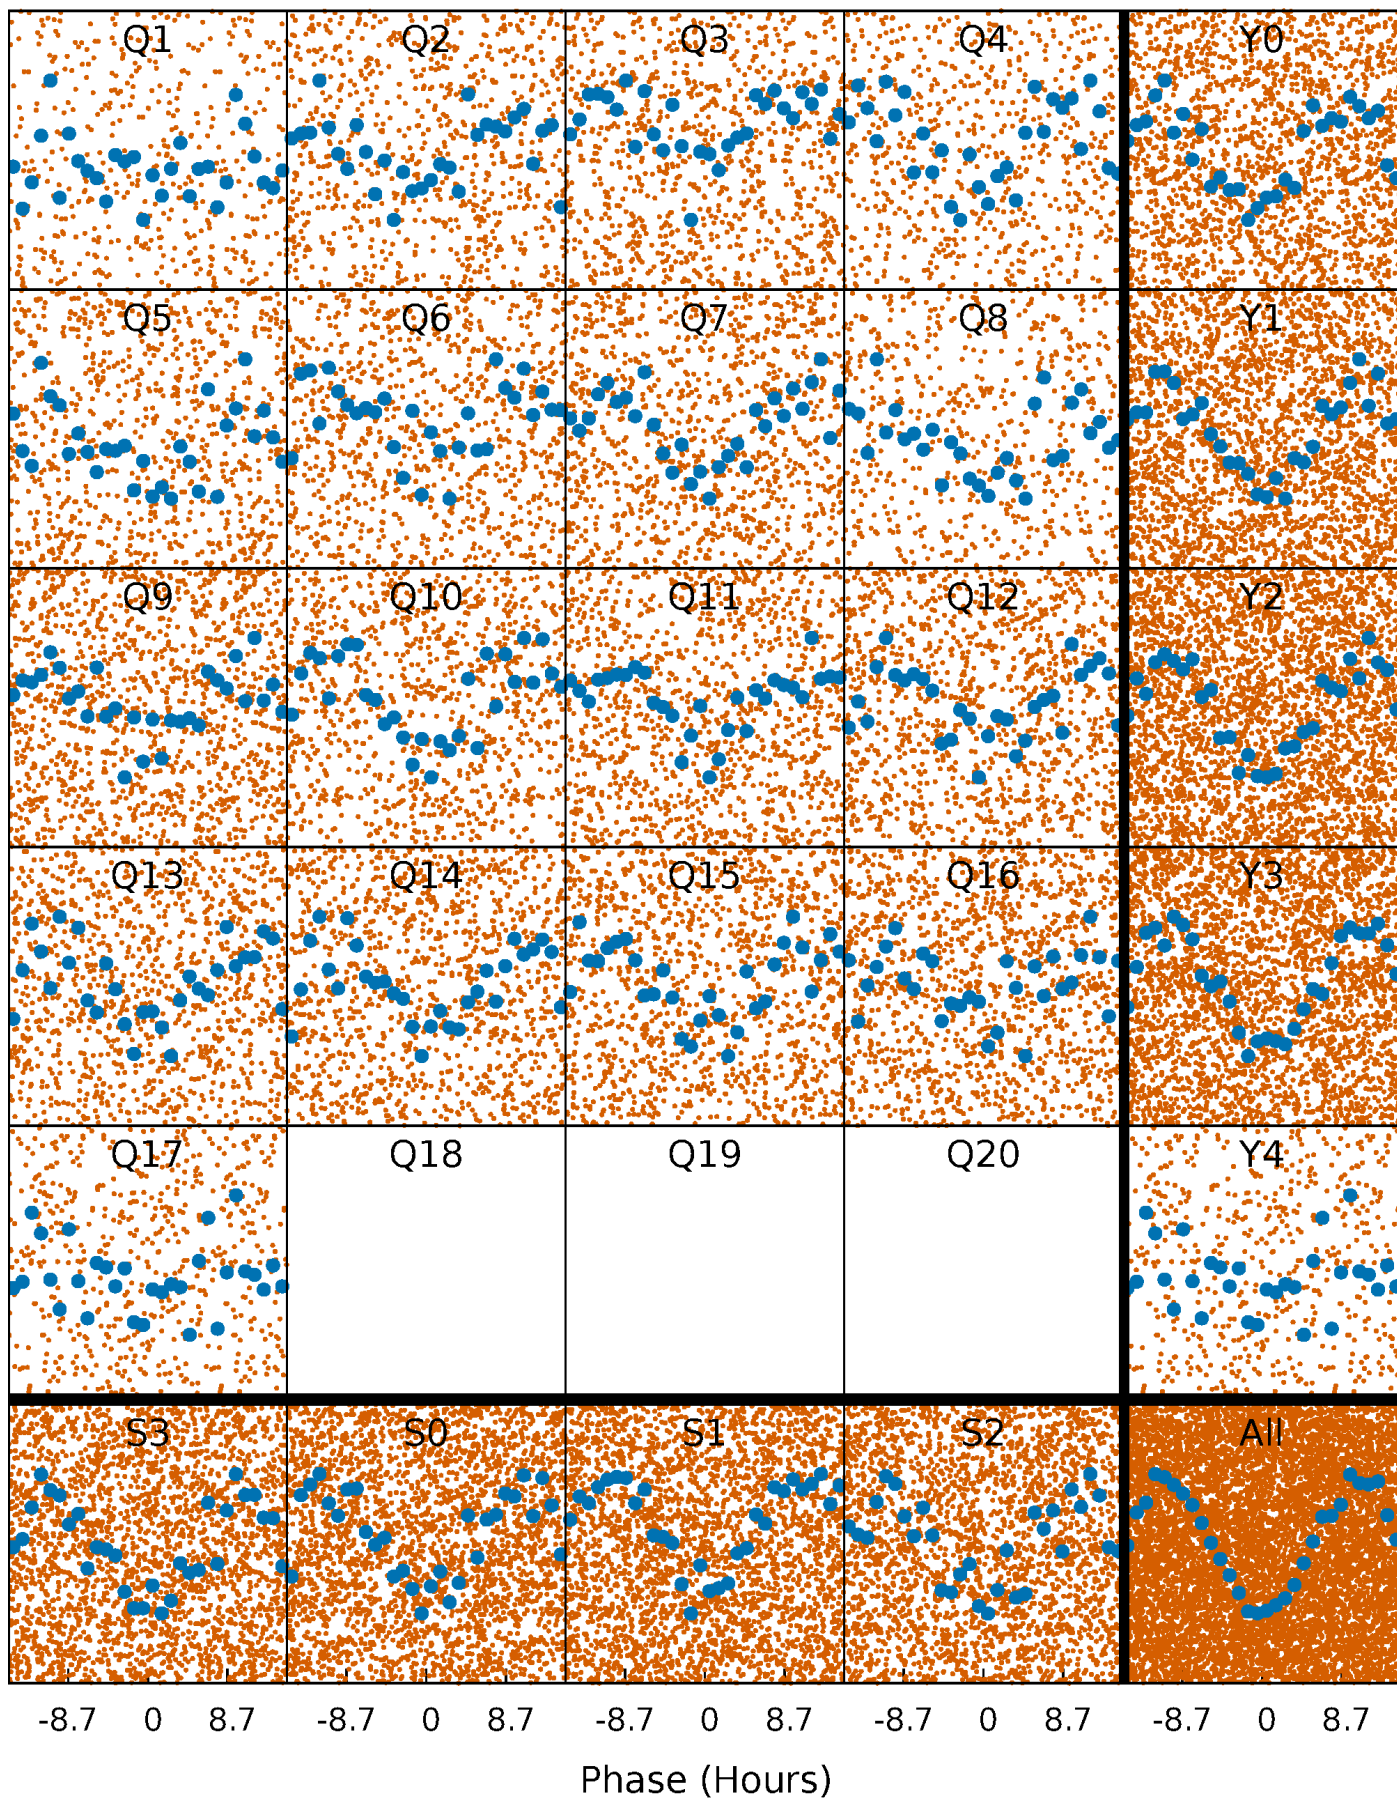 Q1 Q2 Q3 Q4 Y0
Q5 Q6 Q7 Q8 Y1
Q9 Q10 Q11 Q12 Y2
Q13 Q14 Q15 Q16 Y3
Q17 Q18 Q19 Q20 Y4
S3 S0 S1 S2 All
-8.7 0 8.7 -8.7 0 8.7 -8.7 0 8.7 -8.7 0 8.7 -8.7 0 8.7
Phase (Hours)